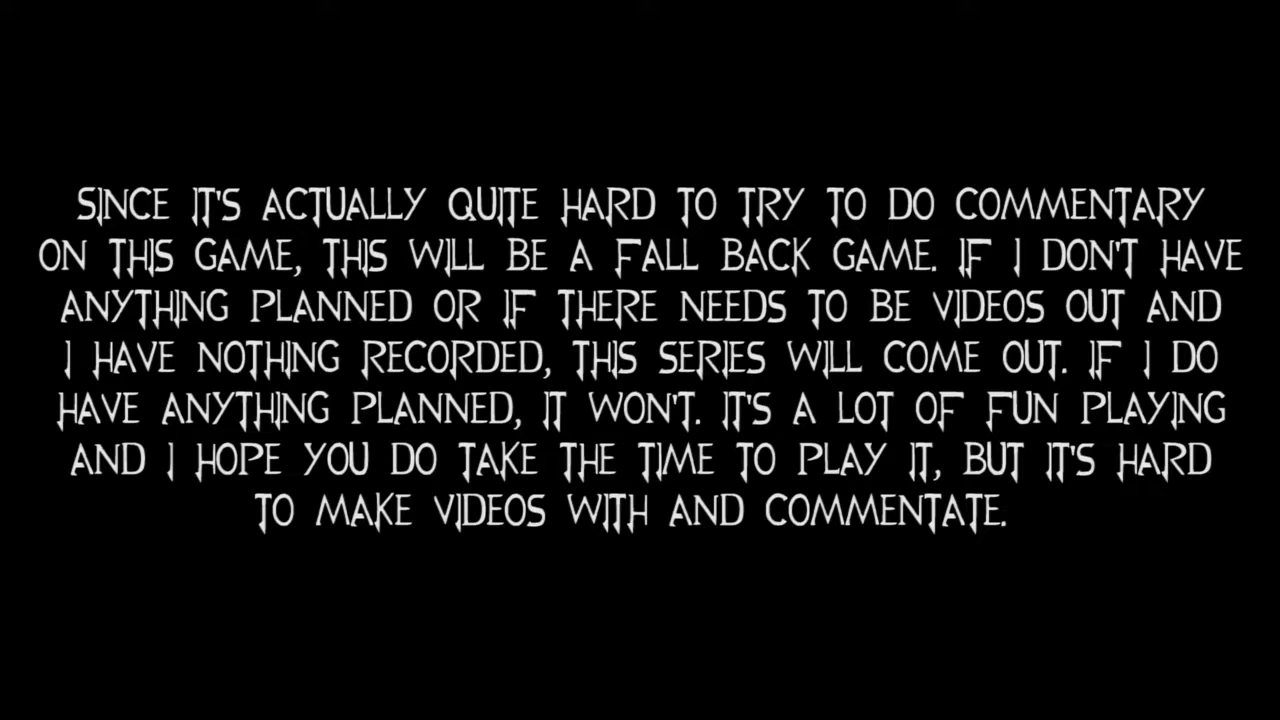 SINCE IT'S ACTUALLY QUITE HARD TO TRY TO DO COMMENTARY
ON THIS GAME, THIS WILL BE A FALL BACK GAME. IF I DON'T HAVE
ANYTHING PLANNED OR IF THERE NEEDS TO BE VIDEOS OUT AND
I HAVE NOTHING RECORDED, THIS SERIES WILL COME OUT. IF I DO
HAVE ANYTHING PLANNED, IT WON'T. IT'S A LOT OF FUN PLAYING
AND I HOPE YOU DO TAKE THE TIME TO PLAY IT, BUT IT'S HARD
TO MAKE VIDEOS WITH AND COMMENTATE.